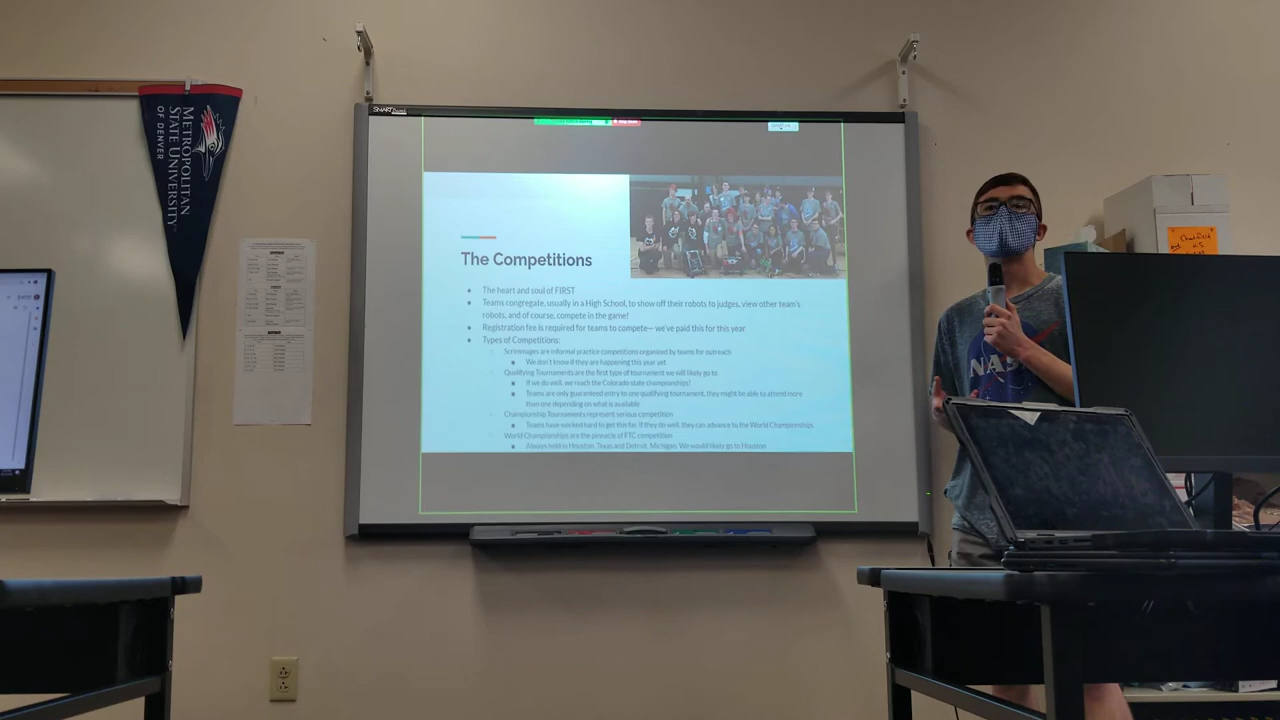 METROPOLITAN
STATE UNIVERSITY
OF DENVER
SMART Board
The Competitions
The heart and soul of FIRST
Teams congregate, usually in a High School, to show off their robots to judges, view other team's
robots, and of course, compete in the game!
Registration fee is required for teams to compete— we've paid this for this year
Types of Competitions:
Scrimmages are informal practice competitions organized by teams for outreach
We don't know if they are happening this year yet
Qualifying Tournaments are the first type of tournament we will likely go to
If we do well, we reach the Colorado state championships!
Teams are only guaranteed entry to one qualifying tournament, they might be able to attend more
than one depending on what is available
Championship Tournaments represent serious competition
Teams have worked hard to get this far. If they do well, they can advance to the World Championships
World Championships are the pinnacle of FTC competition
Always held in Houston, Texas and Detroit, Michigan. We would likely go to Houston
NASA
Chatfield
H.S